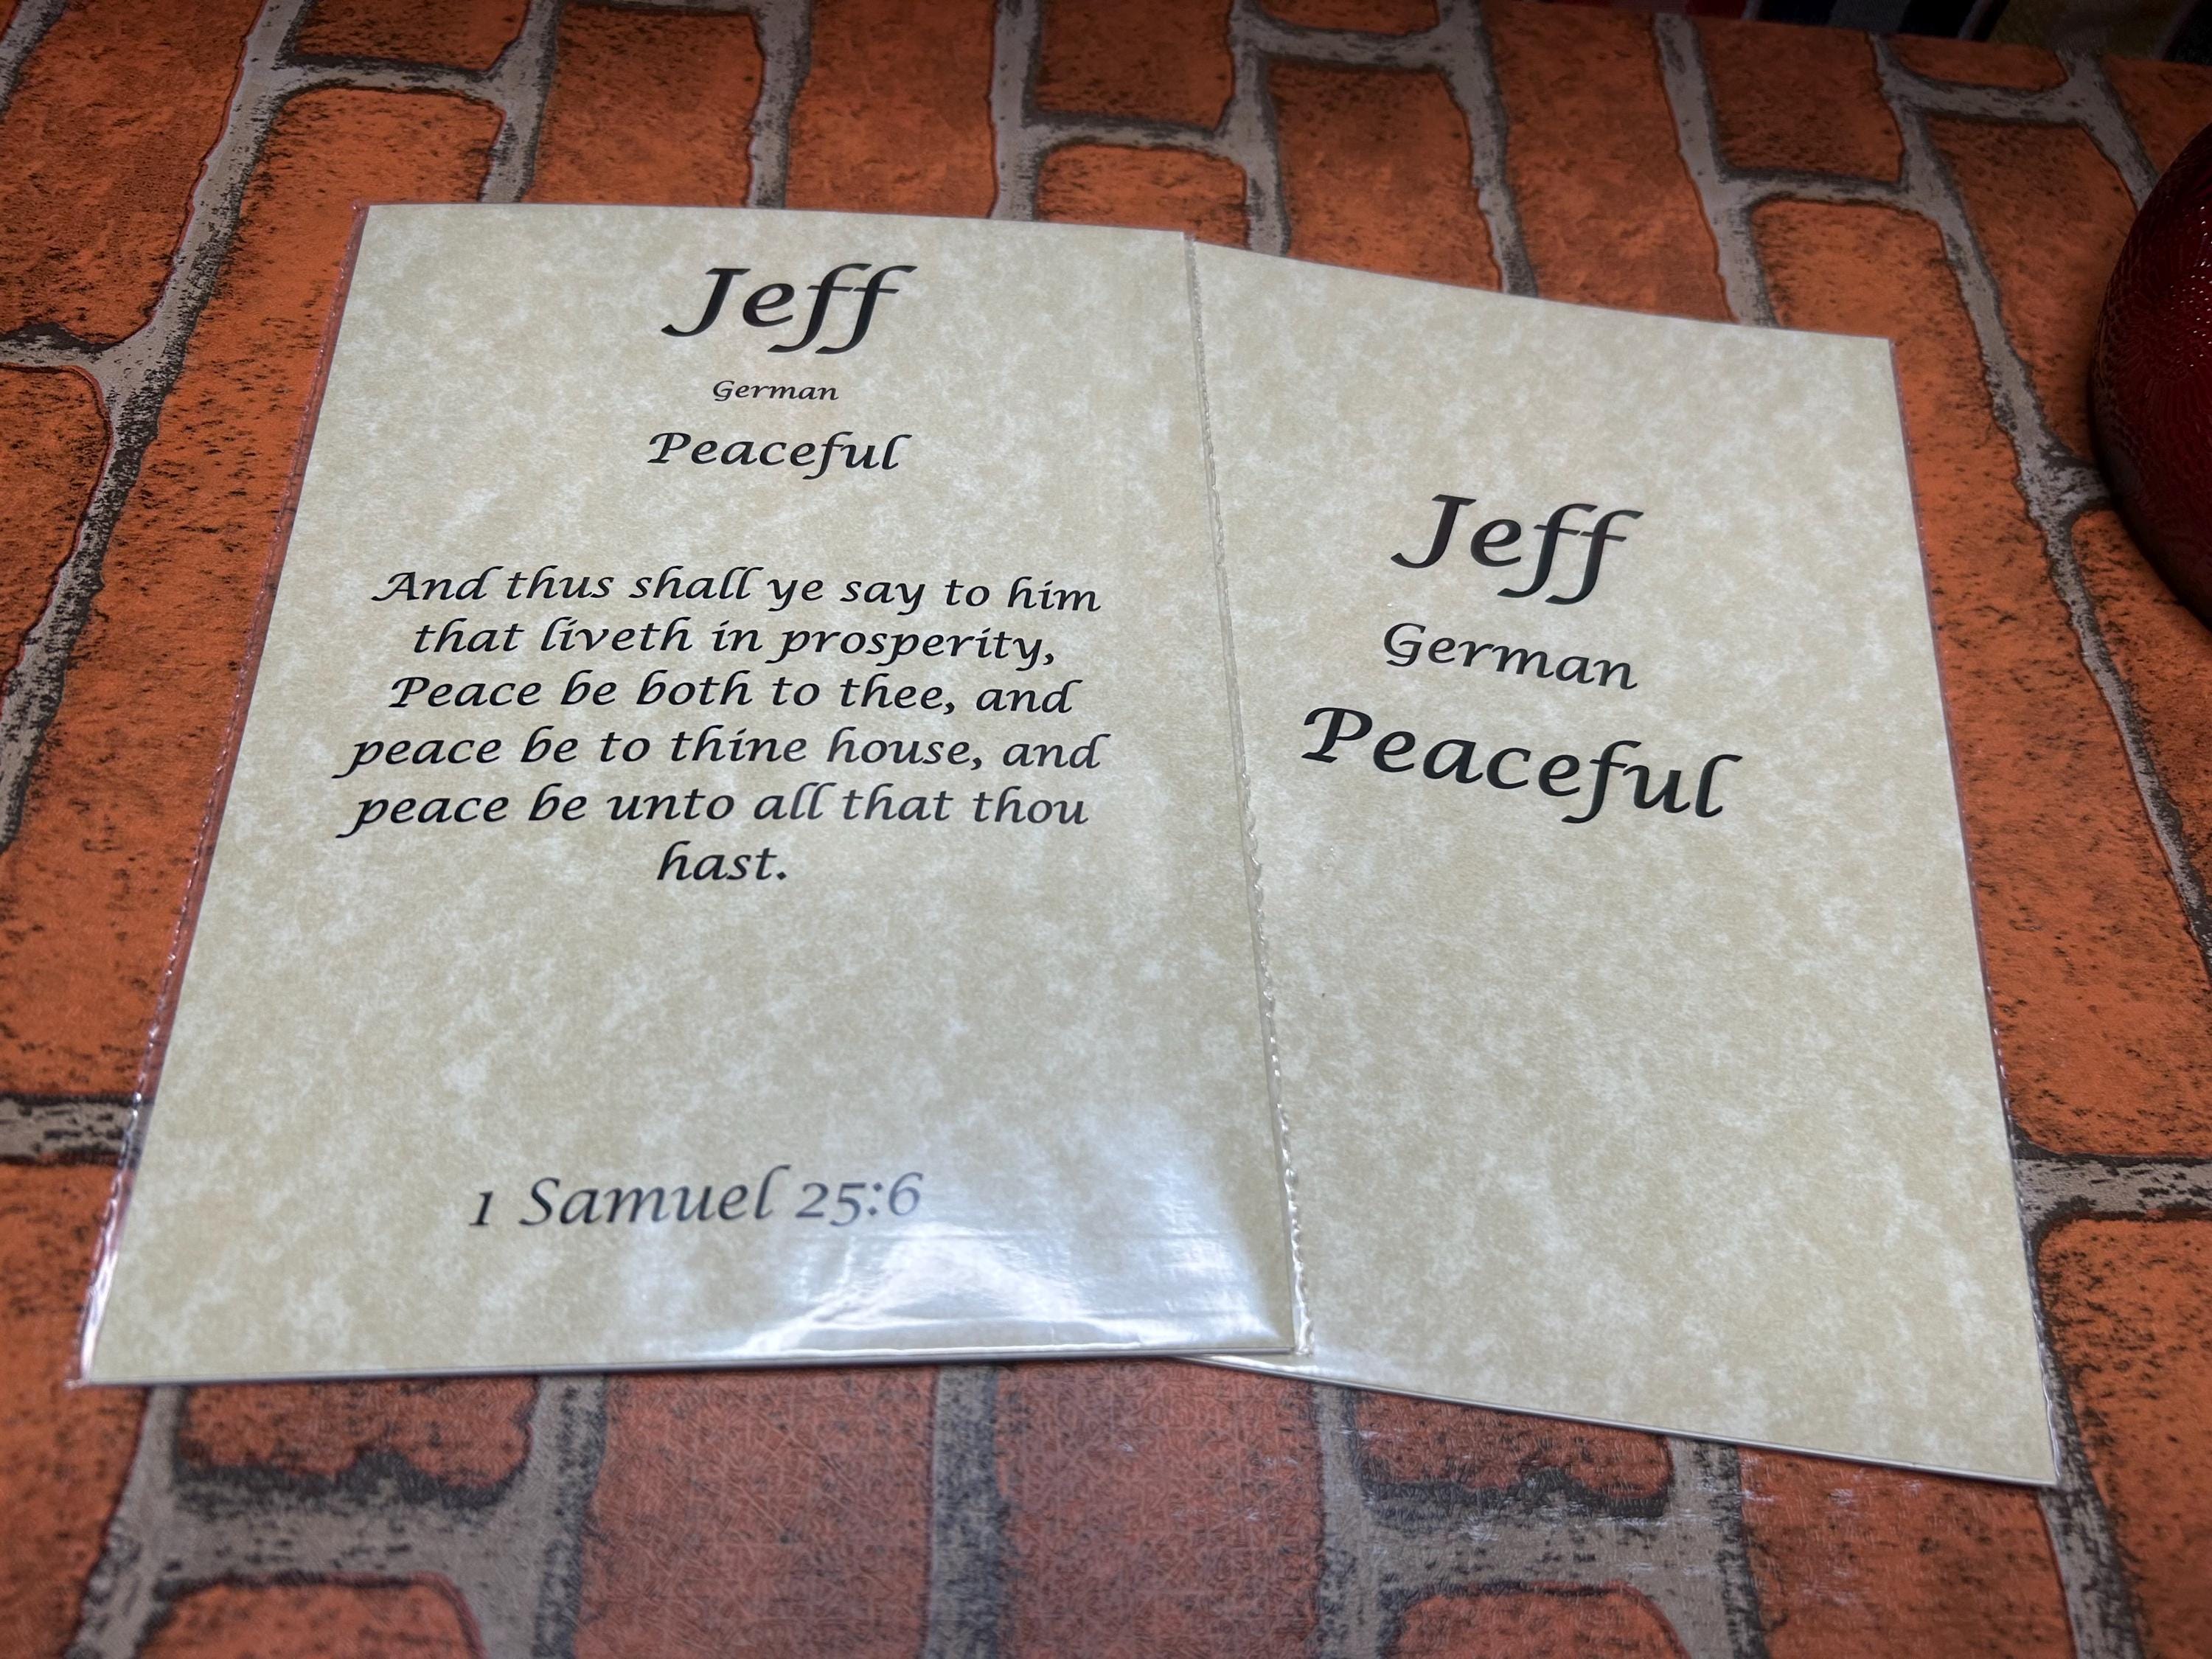 Jeff
German
Peaceful
And thus shall ye say to him
that liveth in prosperity,
Peace be both to thee, and
peace be to thine house, and
peace be unto all that thou
hast.
1 Samuel 25:6
Jeff
German
Peaceful